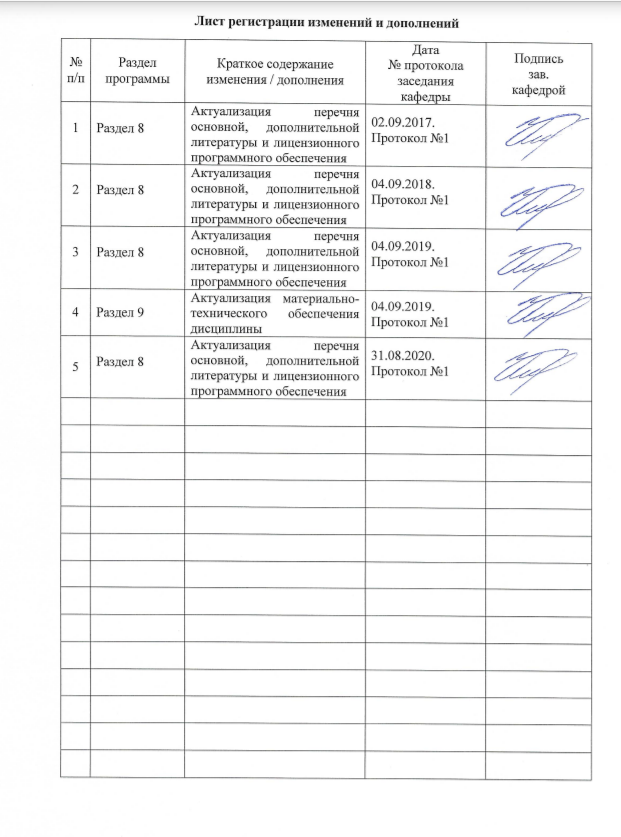 Лист регистрации изменений и дополнений
№
п/п
Раздел
программы
Краткое содержание
изменения / дополнения
Дата
№ протокола
заседания
кафедры
Подпись
зав.
кафедрой
1
Раздел 8
Актуализация перечня
основной, дополнительной
литературы и лицензионного
программного обеспечения
02.09.2017.
Протокол №1
2
Раздел 8
Актуализация перечня
основной, дополнительной
литературы и лицензионного
программного обеспечения
04.09.2018.
Протокол №1
3
Раздел 8
Актуализация перечня
основной, дополнительной
литературы и лицензионного
программного обеспечения
04.09.2019.
Протокол №1
4
Раздел 9
Актуализация материально-
технического обеспечения
дисциплины
04.09.2019.
Протокол №1
5
Раздел 8
Актуализация перечня
основной, дополнительной
литературы и лицензионного
программного обеспечения
31.08.2020.
Протокол №1